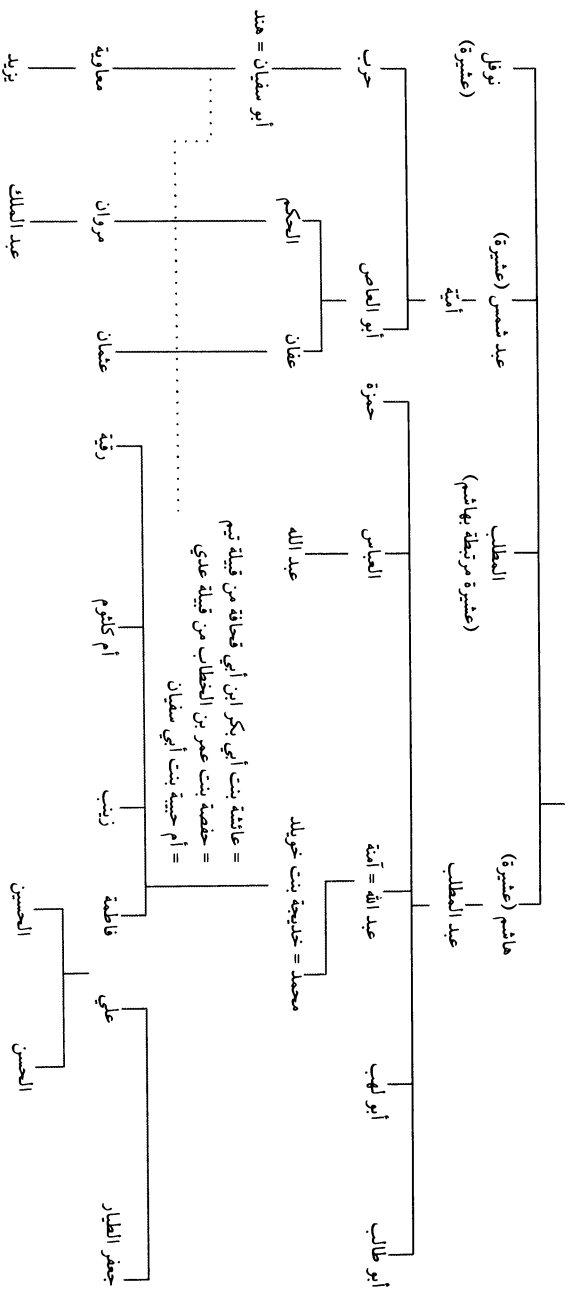 هاشم (عشيرة)
المطلب
(عشيرة مرتبطة بهاشم)
عبد شمس (عشيرة)
نوفل
(عشيرة)
عبد المطلب
أمية
أبو طالب
أبو لهب
عبد الله = آمنة
العباس
حمزة
أبو العاص
حرب
محمد = خديجة بنت خويلد
= عائشة بنت أبي بكر ابن أبي قحافة من قبيلة تيم
= حفصة بنت عمر بن الخطاب من قبيلة عدي
= أم حبيبة بنت أبي سفيان
عبد الله
عفان
الحكم
أبو سفيان = هند
جعفر الطيار
علي
فاطمة
زينب
أم كلثوم
رقية
عثمان
مروان
معاوية
الحسن
الحسين
عبد الملك
يزيد